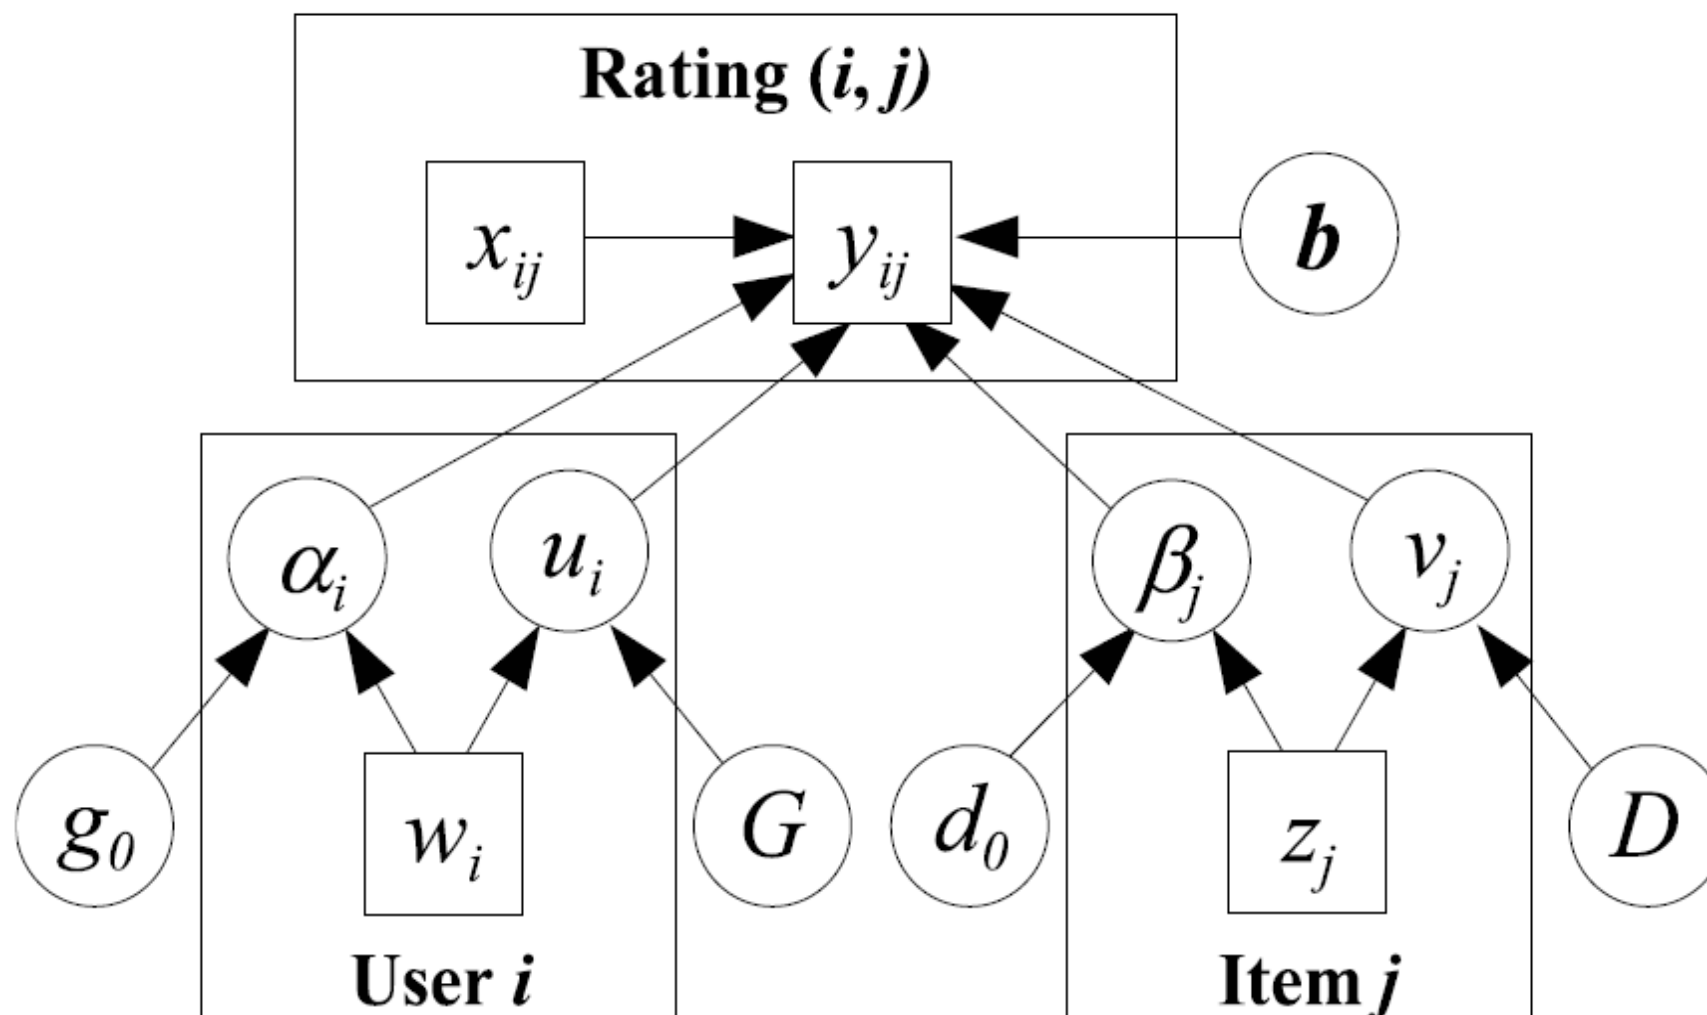 Rating (i, j)
x_ij y_ij b
α_i u_i β_j v_j
g_0 w_i G d_0 z_j D
User i Item j